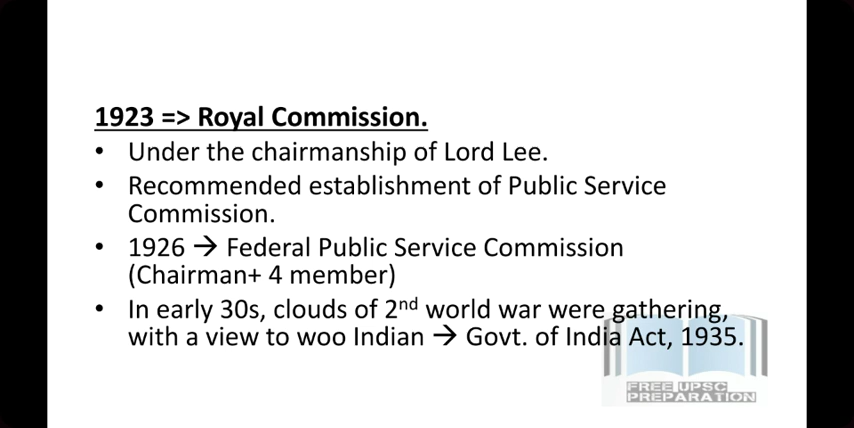 1923 => Royal Commission.
• Under the chairmanship of Lord Lee.
• Recommended establishment of Public Service
Commission.
• 1926 → Federal Public Service Commission
(Chairman+ 4 member)
• In early 30s, clouds of 2nd world war were gathering,
with a view to woo Indian → Govt. of India Act, 1935.
FREE UPSC
PREPARATION